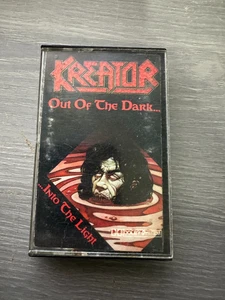 KREATOR
Out Of The Dark...
...Into The Light